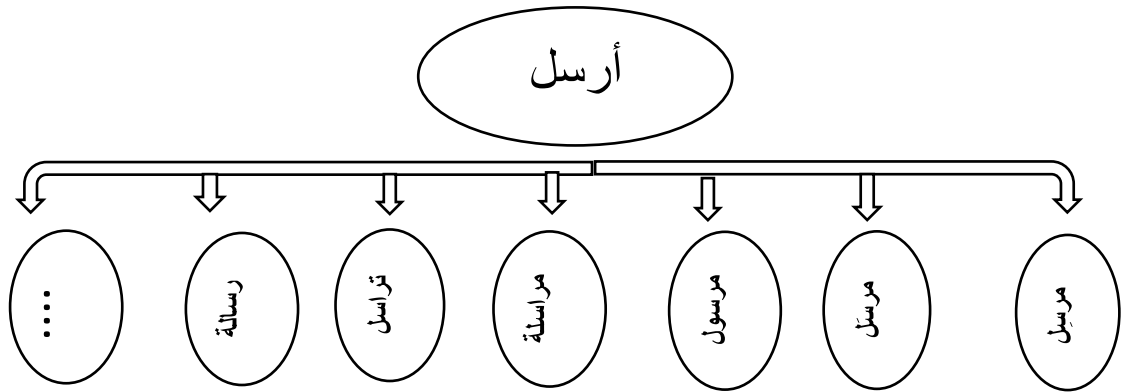 أرسل
مرسِل
مرسَل
مرسول
مراسلة
تراسل
رسالة
....